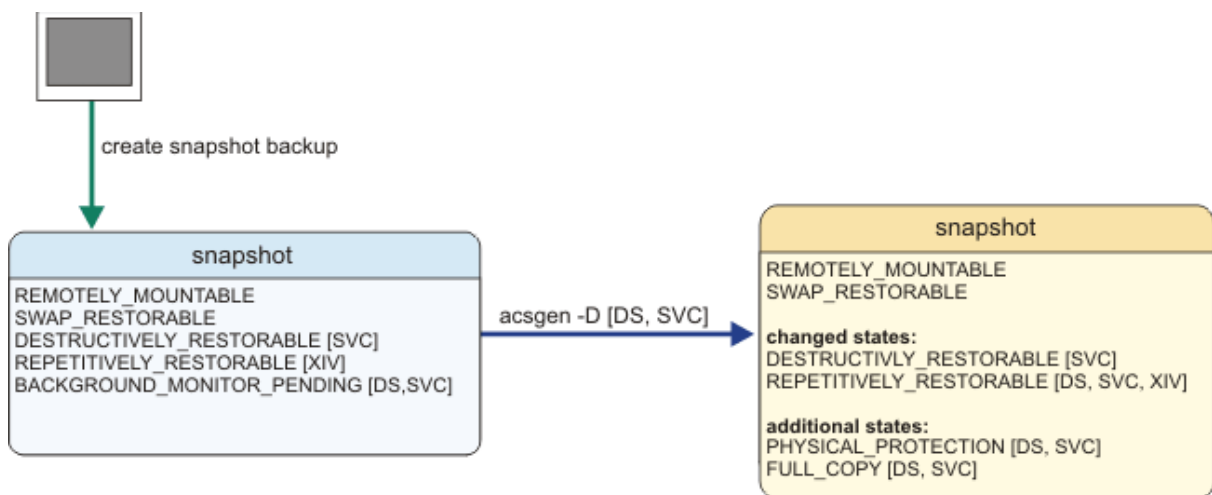 create snapshot backup
snapshot
REMOTELY_MOUNTABLE
SWAP_RESTORABLE
DESTRUCTIVELY_RESTORABLE [SVC]
REPETITIVELY_RESTORABLE [XIV]
BACKGROUND_MONITOR_PENDING [DS,SVC]
acsgen -D [DS, SVC]
snapshot
REMOTELY_MOUNTABLE
SWAP_RESTORABLE
changed states:
DESTRUCTIVLY_RESTORABLE [SVC]
REPETITIVELY_RESTORABLE [DS, SVC, XIV]
additional states:
PHYSICAL_PROTECTION [DS, SVC]
FULL_COPY [DS, SVC]